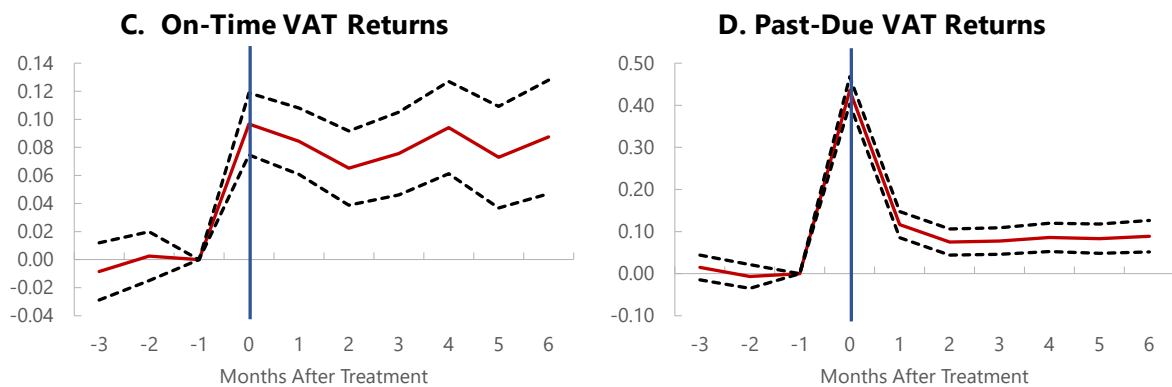 C. On-Time VAT Returns
0.14
0.12
0.10
0.08
0.06
0.04
0.02
0.00
-0.02
-0.04
-3 -2 -1 0 1 2 3 4 5 6
Months After Treatment
D. Past-Due VAT Returns
0.50
0.40
0.30
0.20
0.10
0.00
-0.10
-3 -2 -1 0 1 2 3 4 5 6
Months After Treatment